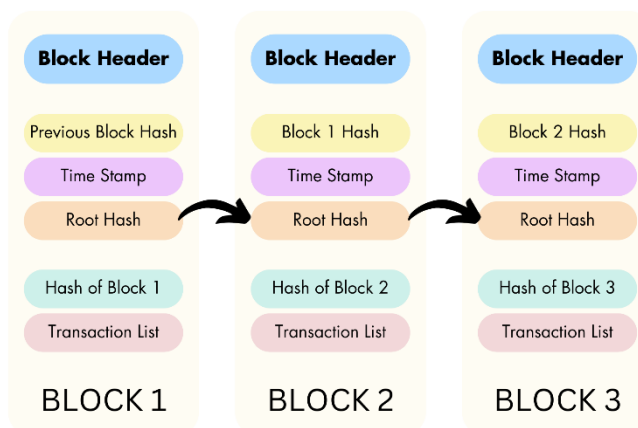 Block Header
Previous Block Hash
Time Stamp
Root Hash
Hash of Block 1
Transaction List
BLOCK 1
Block Header
Block 1 Hash
Time Stamp
Root Hash
Hash of Block 2
Transaction List
BLOCK 2
Block Header
Block 2 Hash
Time Stamp
Root Hash
Hash of Block 3
Transaction List
BLOCK 3